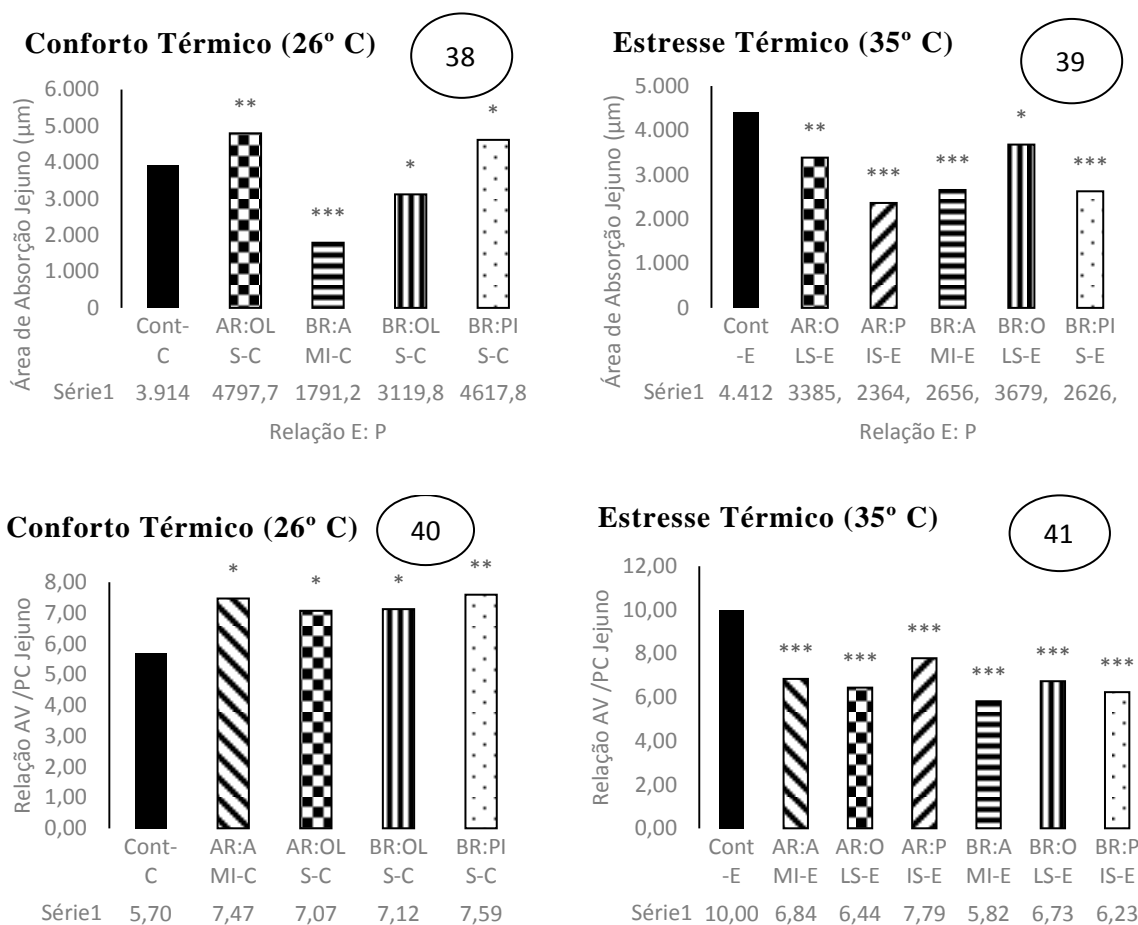 Conforto Térmico (26º C)
38
Área de Absorção Jejuno (µm)
6.000
5.000
4.000
3.000
2.000
1.000
0
**
***
*
*
Cont-C AR:OLS-C BR:AMI-C BR:OLS-C BR:PIS-C
Série1 3.914 4797,7 1791,2 3119,8 4617,8
Relação E: P
Estresse Térmico (35º C)
39
Área de Absorção Jejuno (µm)
5.000
4.000
3.000
2.000
1.000
0
**
***
***
*
***
Cont-E AR:OLS-E AR:PIS-E BR:AMI-E BR:OLS-E BR:PIS-E
Série1 4.412 3385, 2364, 2656, 3679, 2626,
Relação E: P
Conforto Térmico (26º C)
40
Relação AV /PC Jejuno
8,00
7,00
6,00
5,00
4,00
3,00
2,00
1,00
0,00
*
*
*
**
Cont-C AR:AMI-C AR:OLS-C BR:OLS-C BR:PIS-C
Série1 5,70 7,47 7,07 7,12 7,59
Estresse Térmico (35º C)
41
Relação AV /PC Jejuno
12,00
10,00
8,00
6,00
4,00
2,00
0,00
***
***
***
***
***
***
Cont-E AR:AMI-E AR:OLS-E AR:PIS-E BR:AMI-E BR:OLS-E BR:PIS-E
Série1 10,00 6,84 6,44 7,79 5,82 6,73 6,23